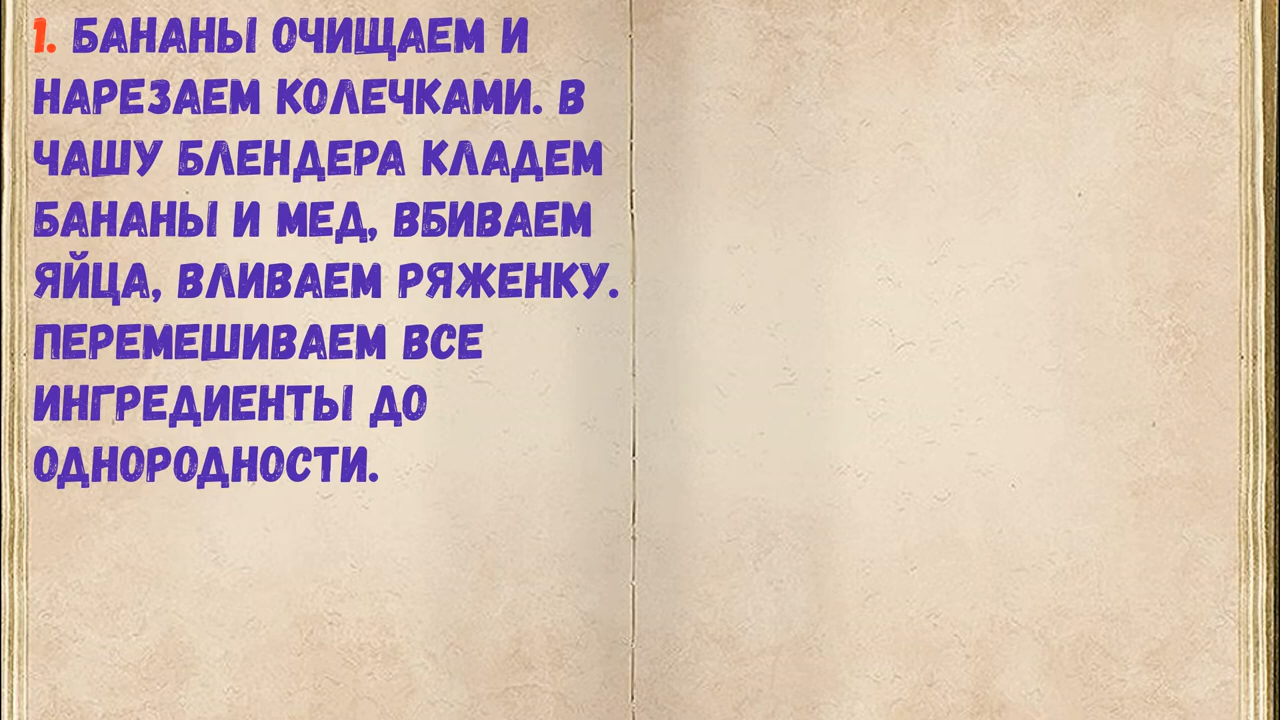 1. БАНАНЫ ОЧИЩАЕМ И
НАРЕЗАЕМ КОЛЕЧКАМИ. В
ЧАШУ БЛЕНДЕРА КЛАДЕМ
БАНАНЫ И МЕД, ВБИВАЕМ
ЯЙЦА, ВЛИВАЕМ РЯЖЕНКУ.
ПЕРЕМЕШИВАЕМ ВСЕ
ИНГРЕДИЕНТЫ ДО
ОДНОРОДНОСТИ.